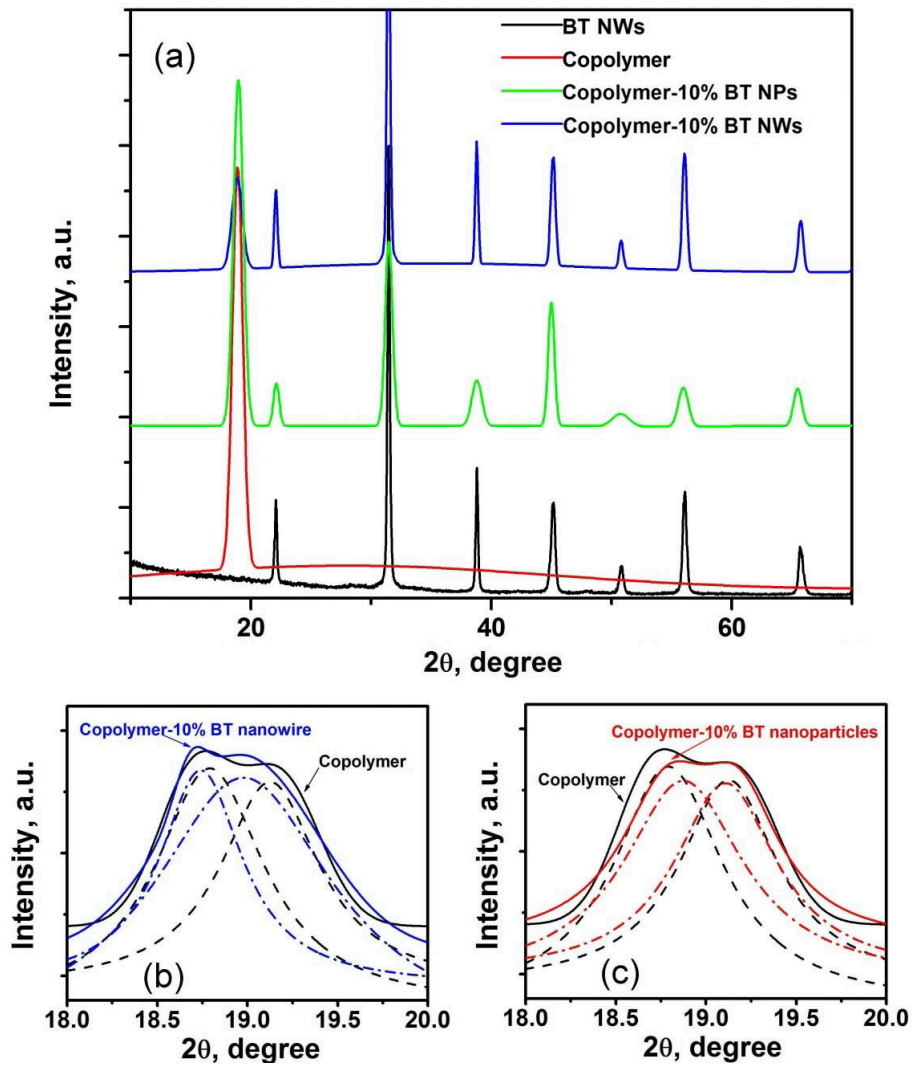 (a)
BT NWs
Copolymer
Copolymer-10% BT NPs
Copolymer-10% BT NWs
Intensity, a.u.
20 40 60
2θ, degree
Copolymer-10% BT nanowire
Copolymer
Intensity, a.u.
(b)
18.0 18.5 19.0 19.5 20.0
2θ, degree
Copolymer-10% BT nanoparticles
Copolymer
Intensity, a.u.
(c)
18.0 18.5 19.0 19.5 20.0
2θ, degree